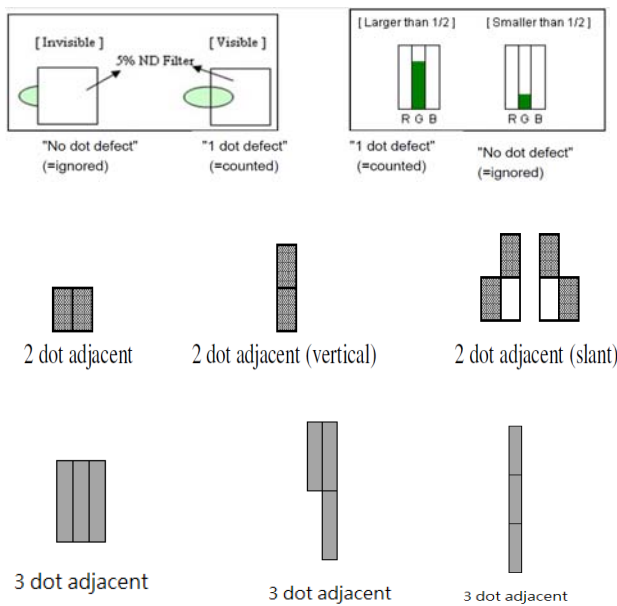 [ Invisible ]
[ Visible ]
5% ND Filter
"No dot defect"
(=ignored)
"1 dot defect"
(=counted)
[ Larger than 1/2 ]
[ Smaller than 1/2 ]
R G B
R G B
"1 dot defect"
(=counted)
"No dot defect"
(=ignored)
2 dot adjacent
2 dot adjacent (vertical)
2 dot adjacent (slant)
3 dot adjacent
3 dot adjacent
3 dot adjacent